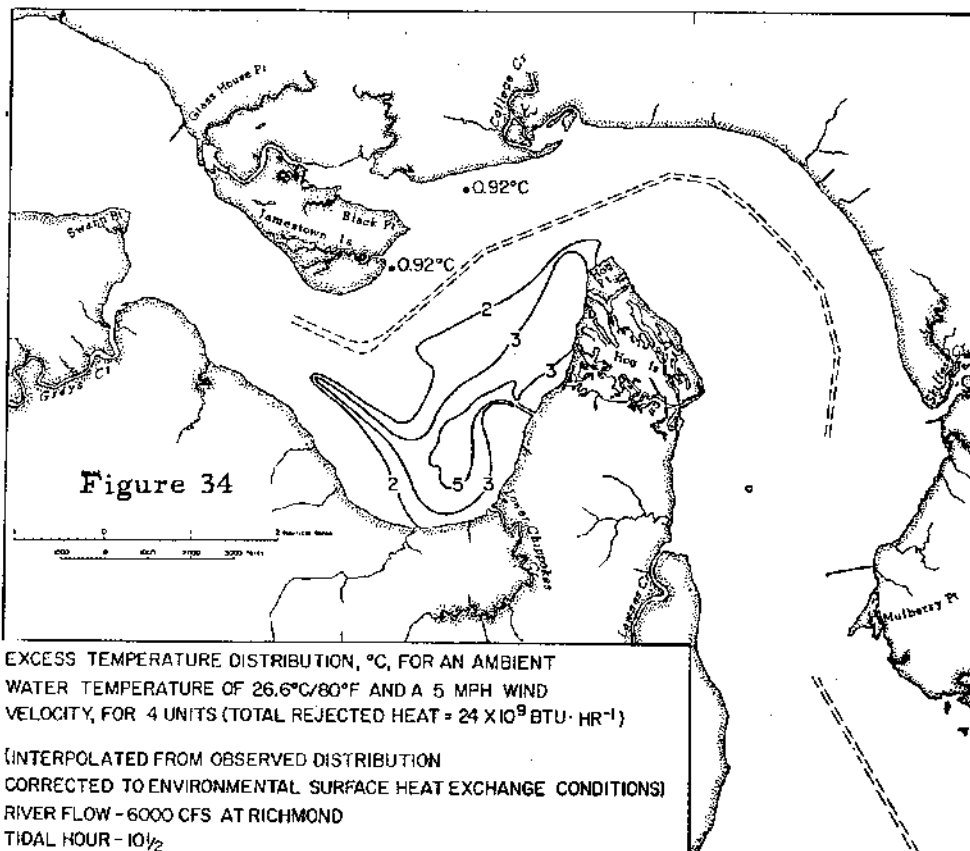 Glass House Pt
College Cr
0.92°C
Swann Pt
Jamestown Is
Black Pt
0.92°C
Hog Is
Grays Cr
2
3
3
2
5
3
Figure 34
Lower Chippokes
Lawnes Cr
Mulberry Pt
EXCESS TEMPERATURE DISTRIBUTION, °C, FOR AN AMBIENT
WATER TEMPERATURE OF 26.6°C/80°F AND A 5 MPH WIND
VELOCITY, FOR 4 UNITS (TOTAL REJECTED HEAT = 24 X 10⁹ BTU· HR⁻¹)
(INTERPOLATED FROM OBSERVED DISTRIBUTION
CORRECTED TO ENVIRONMENTAL SURFACE HEAT EXCHANGE CONDITIONS)
RIVER FLOW - 6000 CFS AT RICHMOND
TIDAL HOUR - 10½